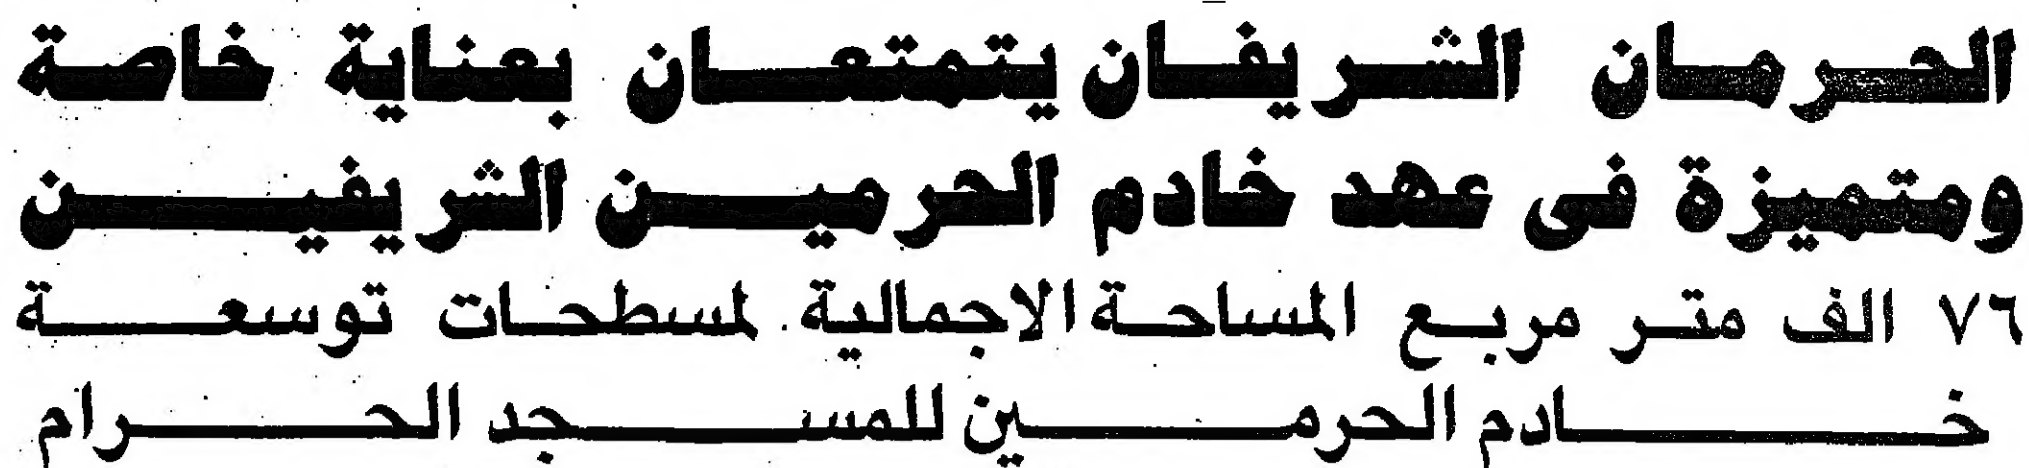 الحرمان الشريفان يتمتعان بعناية خاصة
ومتميزة فى عهد خادم الحرمين الشريفين
٧٦ الف متر مربع المساحة الاجمالية لمسطحات توسعة
خادم الحرمين للمسجد الحرام